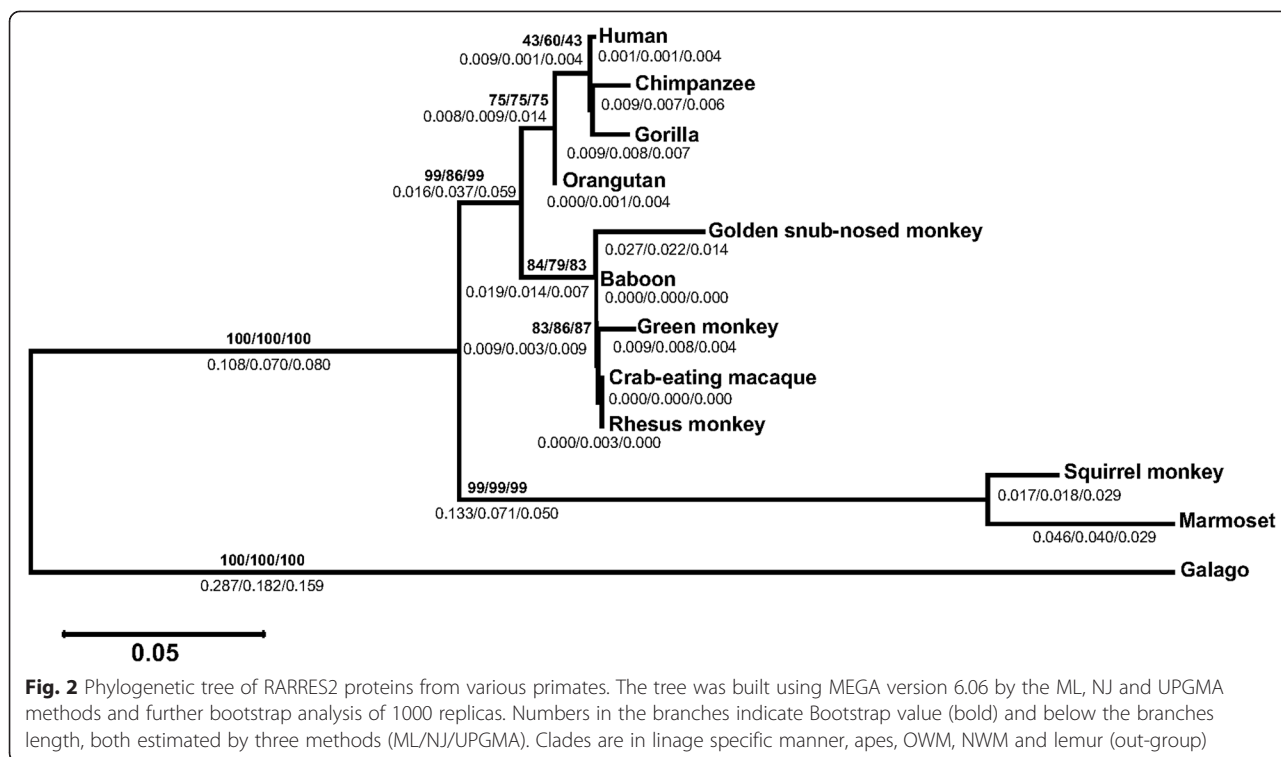 43/60/43
Human
0.009/0.001/0.004
0.001/0.001/0.004
Chimpanzee
75/75/75
0.009/0.007/0.006
0.008/0.009/0.014
Gorilla
0.009/0.008/0.007
99/86/99
Orangutan
0.016/0.037/0.059
0.000/0.001/0.004
Golden snub-nosed monkey
0.027/0.022/0.014
84/79/83
Baboon
0.019/0.014/0.007
0.000/0.000/0.000
83/86/87
Green monkey
100/100/100
0.009/0.003/0.009
0.009/0.008/0.004
0.108/0.070/0.080
Crab-eating macaque
0.000/0.000/0.000
Rhesus monkey
0.000/0.003/0.000
Squirrel monkey
99/99/99
0.017/0.018/0.029
0.133/0.071/0.050
Marmoset
0.046/0.040/0.029
100/100/100
Galago
0.287/0.182/0.159
0.05
Fig. 2 Phylogenetic tree of RARRES2 proteins from various primates. The tree was built using MEGA version 6.06 by the ML, NJ and UPGMA
methods and further bootstrap analysis of 1000 replicas. Numbers in the branches indicate Bootstrap value (bold) and below the branches
length, both estimated by three methods (ML/NJ/UPGMA). Clades are in linage specific manner, apes, OWM, NWM and lemur (out-group)